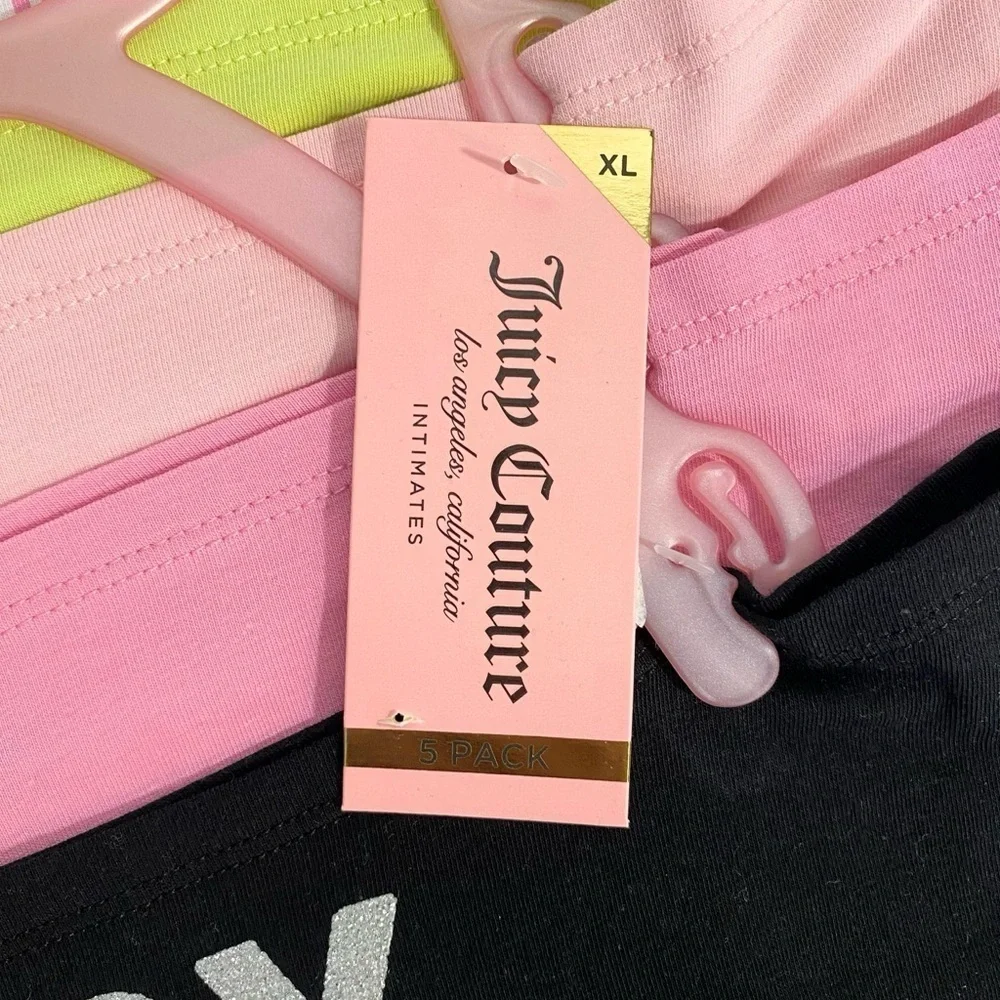 XL
Juicy Couture
los angeles, california
INTIMATES
5 PACK